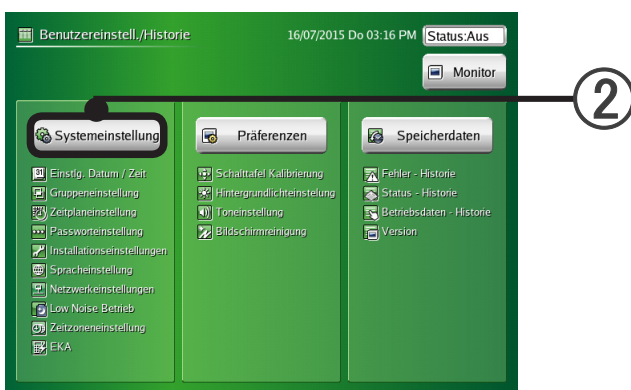 Benutzereinstell./Historie
16/07/2015 Do 03:16 PM
Status:Aus
Monitor
2
Systemeinstellung
Einstlg. Datum / Zeit
Gruppeneinstellung
Zeitplaneinstellung
Passworteinstellung
Installationseinstellungen
Spracheinstellung
Netzwerkeinstellungen
Low Noise Betrieb
Zeitzoneneinstellung
EKA
Präferenzen
Schalttafel Kalibrierung
Hintergrundlichteinstelung
Toneinstellung
Bildschirmreinigung
Speicherdaten
Fehler - Historie
Status - Historie
Betriebsdaten - Historie
Version